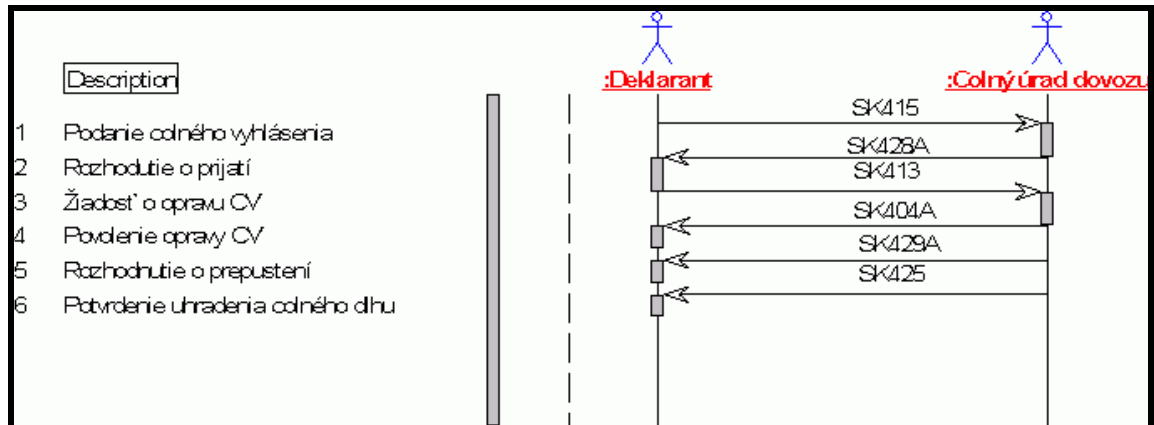 :Deklarant
:Colný úrad dovozu
Description
1 Podanie colného vyhlásenia
2 Rozhodutie o prijatí
3 Žiadosť o opravu CV
4 Povolenie opravy CV
5 Rozhodnutie o prepustení
6 Potvrdenie uhradenia colného dlhu
SK415
SK428A
SK413
SK404A
SK429A
SK425